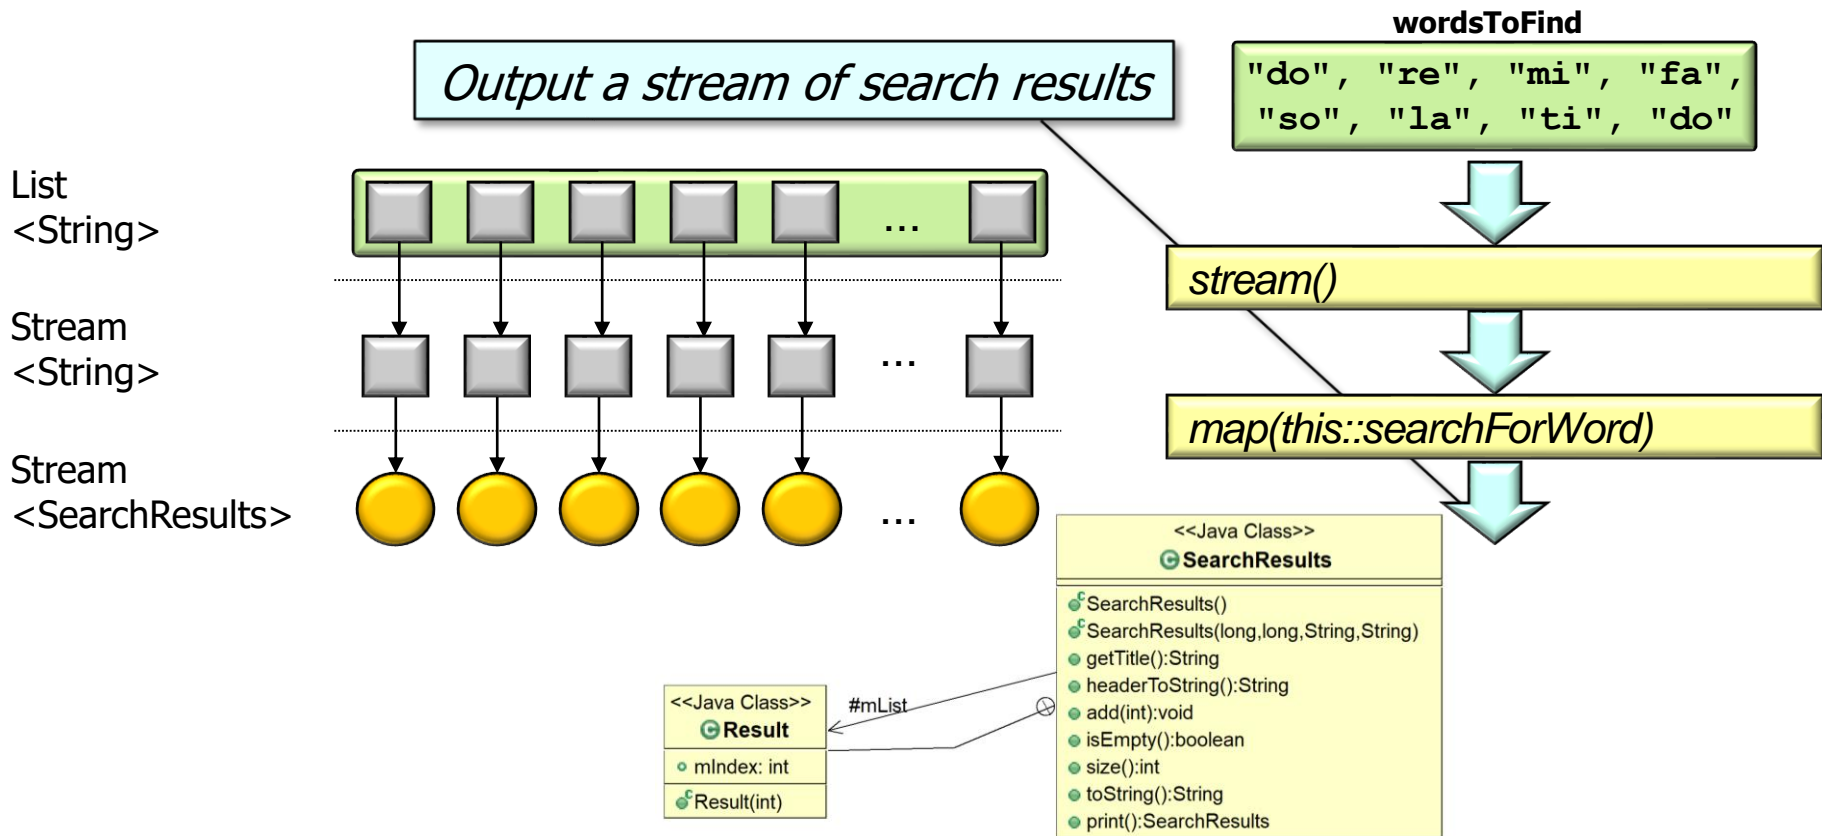 wordsToFind
"do", "re", "mi", "fa",
"so", "la", "ti", "do"
Output a stream of search results
List
<String>
...
stream()
Stream
<String>
...
map(this::searchForWord)
Stream
<SearchResults>
...
<<Java Class>>
C SearchResults
SearchResults()
SearchResults(long,long,String,String)
getTitle():String
headerToString():String
add(int):void
isEmpty():boolean
size():int
toString():String
print():SearchResults
#mList
<<Java Class>>
C Result
mIndex: int
Result(int)